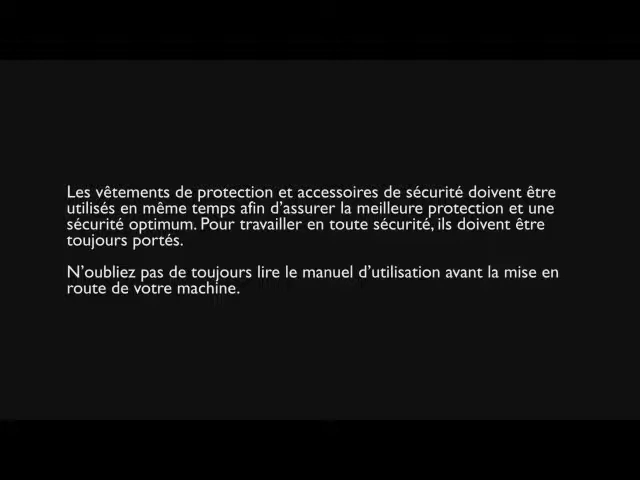 Les vêtements de protection et accessoires de sécurité doivent être
utilisés en même temps afin d'assurer la meilleure protection et une
sécurité optimum. Pour travailler en toute sécurité, ils doivent être
toujours portés.
N'oubliez pas de toujours lire le manuel d'utilisation avant la mise en
route de votre machine.